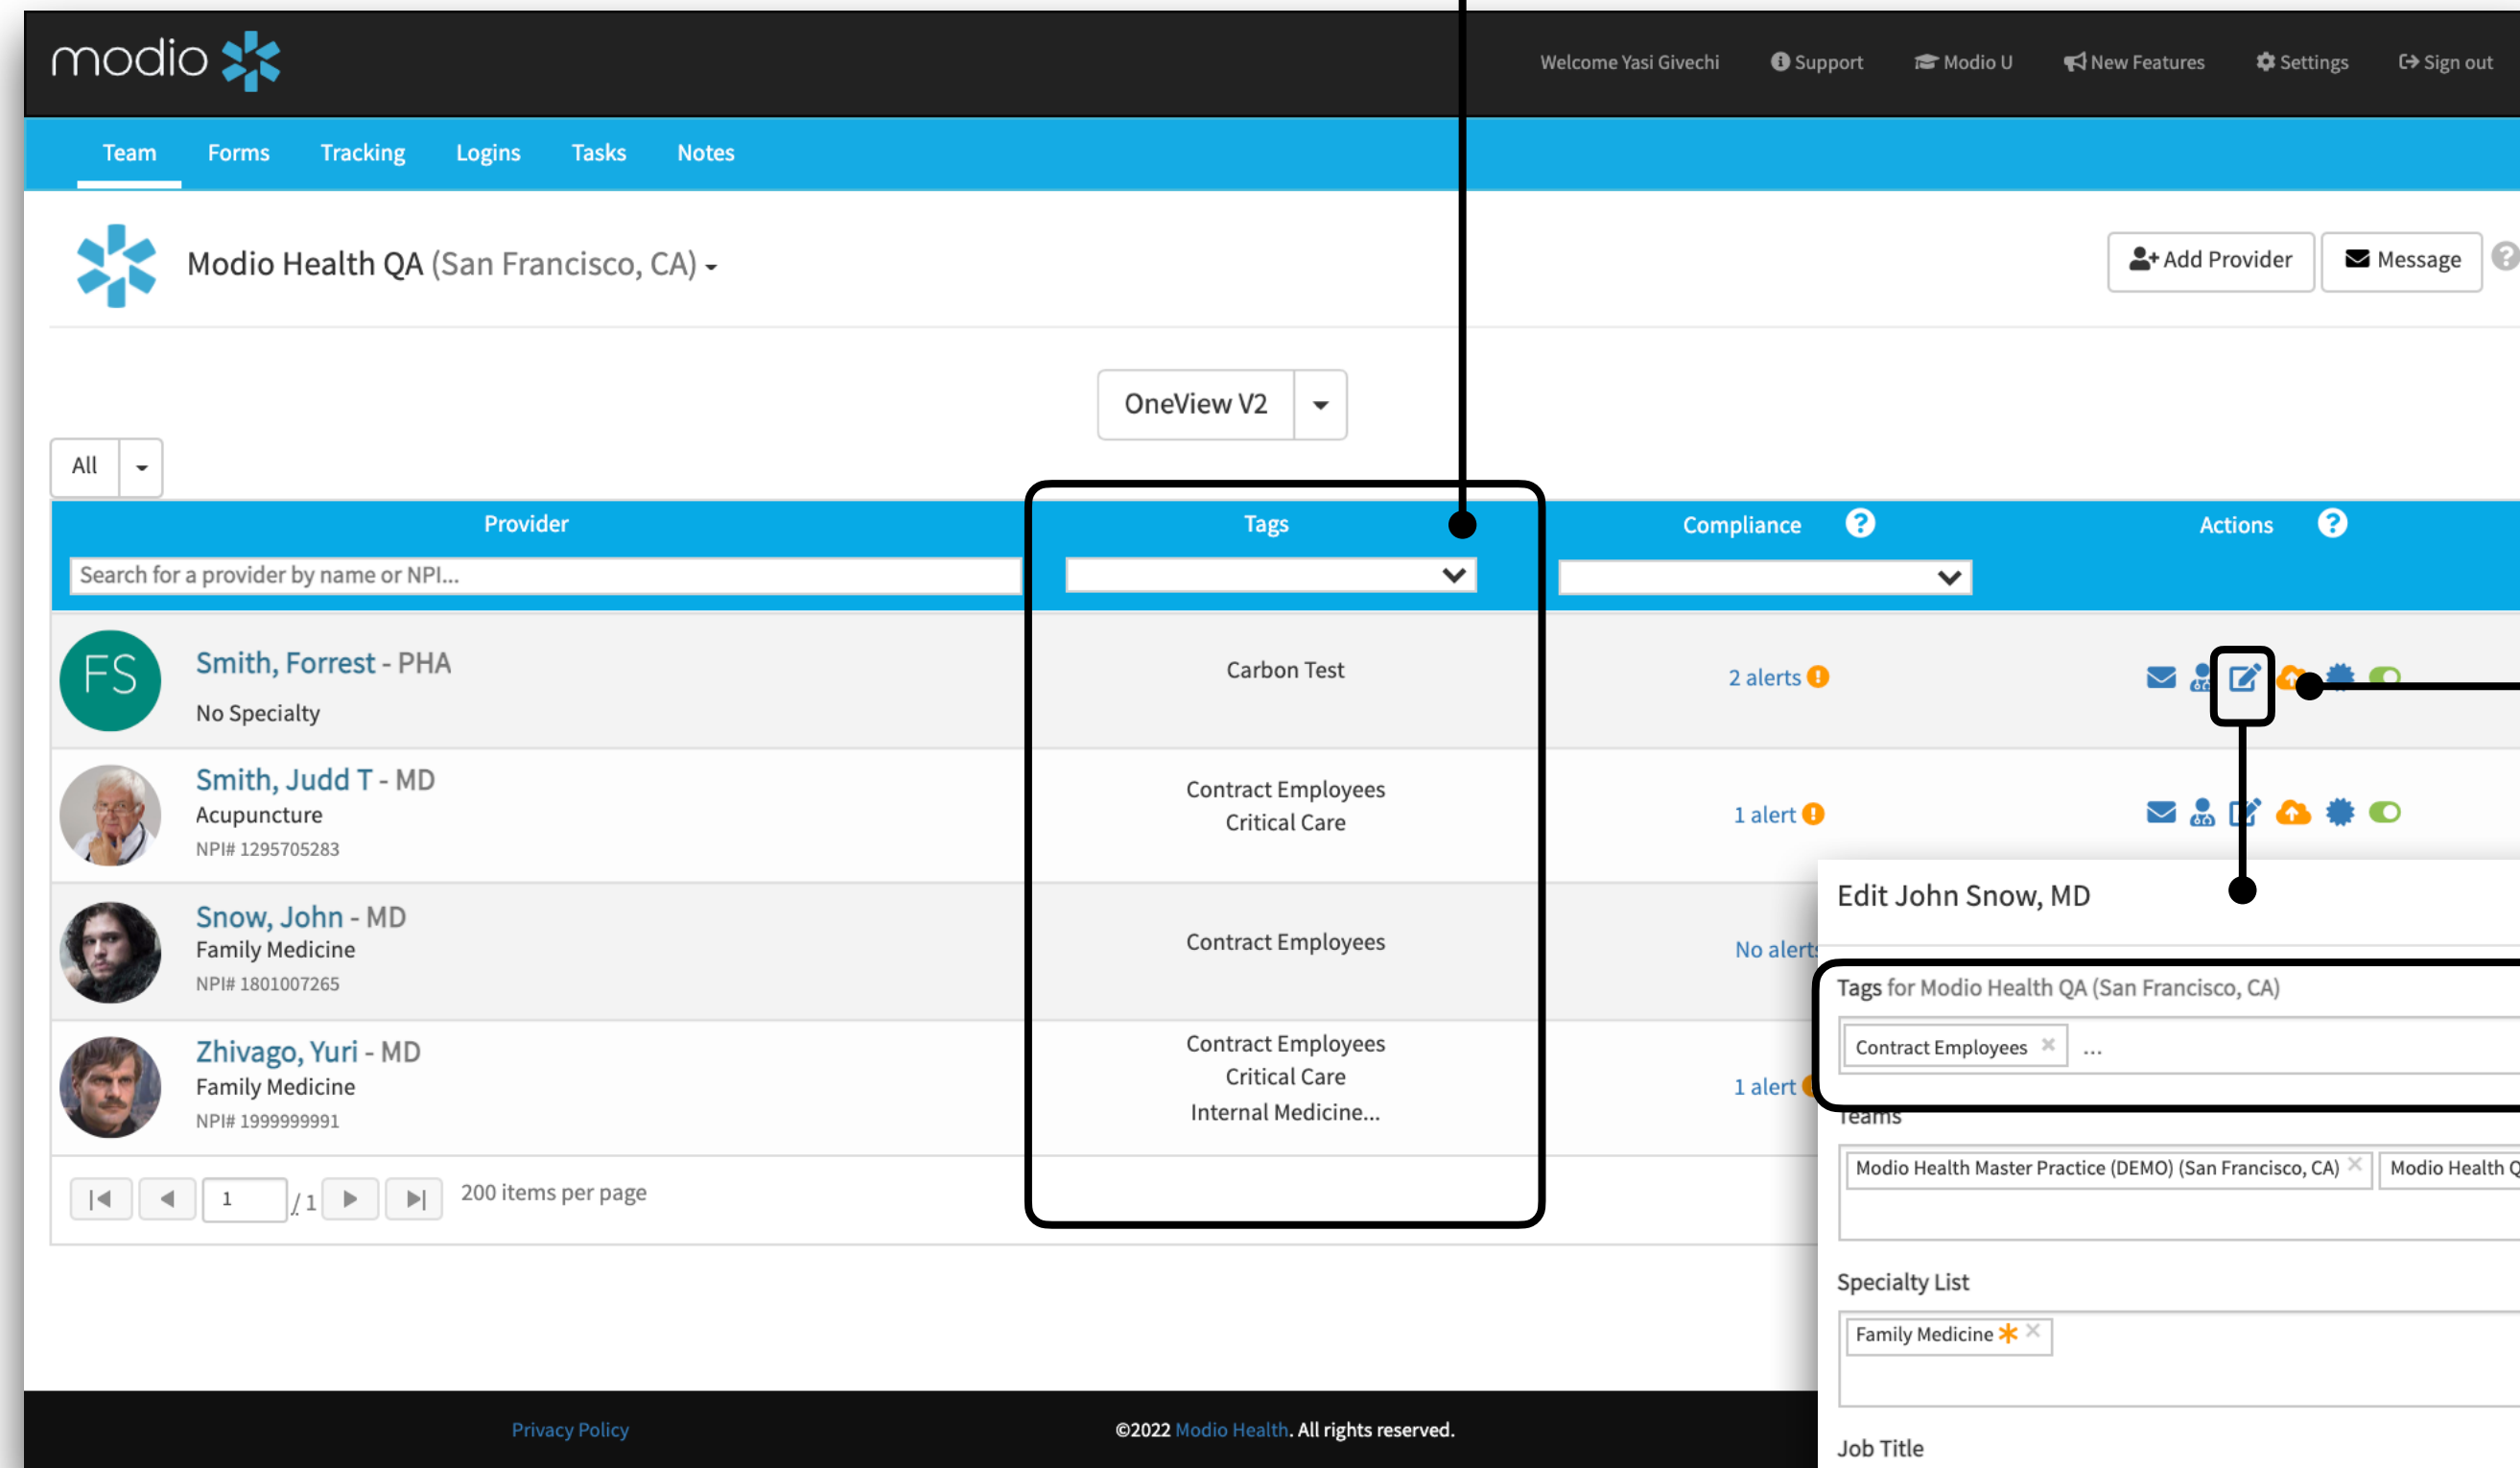 modio
Welcome Yasi Givechi Support Modio U New Features Settings Sign out
Team Forms Tracking Logins Tasks Notes
Modio Health QA (San Francisco, CA)
Add Provider Message
OneView V2
All
Provider Tags Compliance Actions
Search for a provider by name or NPI...
FS
Smith, Forrest - PHA
No Specialty
Carbon Test
2 alerts
Smith, Judd T - MD
Acupuncture
NPI# 1295705283
Contract Employees
Critical Care
1 alert
Snow, John - MD
Family Medicine
NPI# 1801007265
Contract Employees
No alerts
Zhivago, Yuri - MD
Family Medicine
NPI# 1999999991
Contract Employees
Critical Care
Internal Medicine...
1 alert
1 / 1 200 items per page
Edit John Snow, MD
Tags for Modio Health QA (San Francisco, CA)
Contract Employees × ...
Teams
Modio Health Master Practice (DEMO) (San Francisco, CA) × Modio Health Q
Specialty List
Family Medicine * ×
Job Title
Privacy Policy
©2022 Modio Health. All rights reserved.